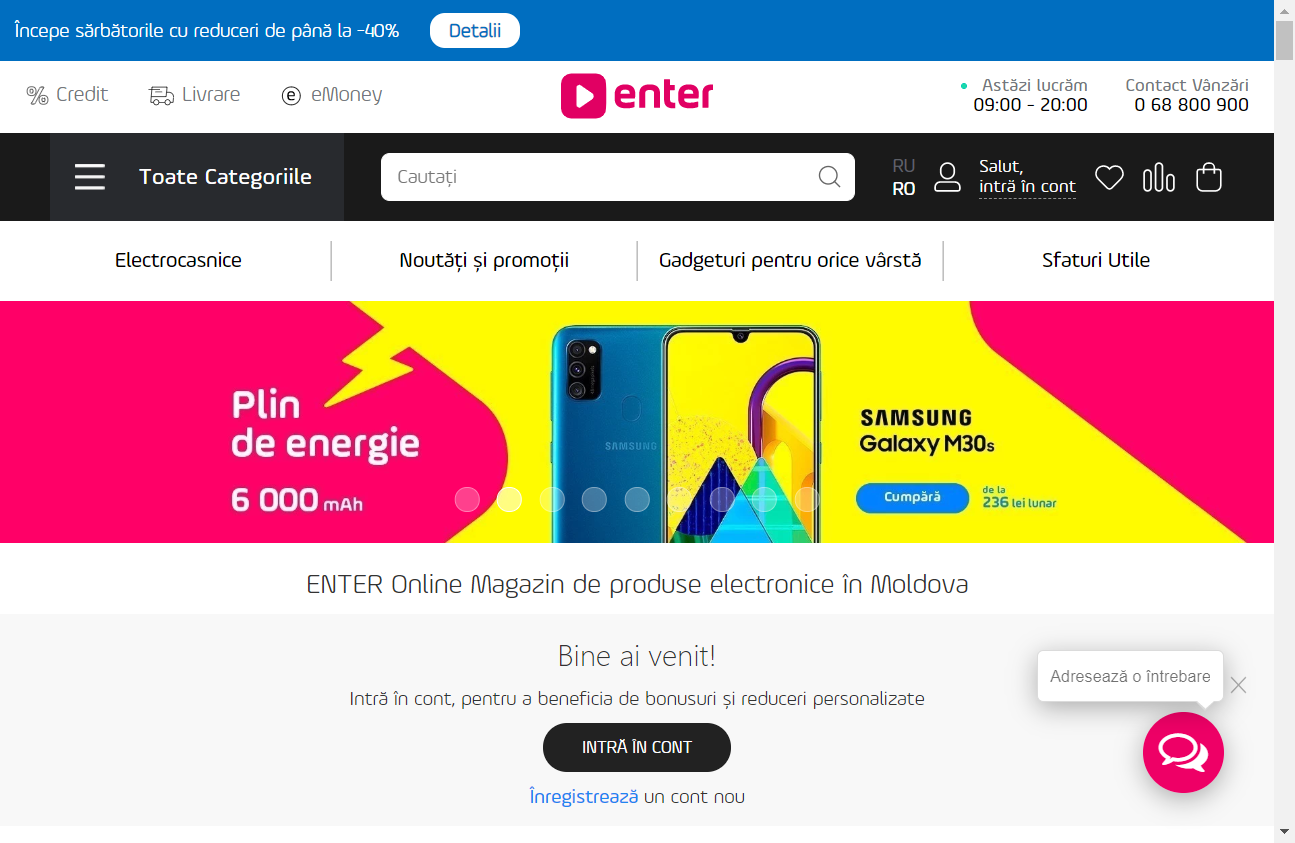 Începe sărbătorile cu reduceri de până la -40%
Detalii
Credit
Livrare
eMoney
enter
Astăzi lucrăm
09:00 - 20:00
Contact Vânzări
0 68 800 900
Toate Categoriile
Cautați
RU
RO
Salut,
intră în cont
Electrocasnice
Noutăți și promoții
Gadgeturi pentru orice vârstă
Sfaturi Utile
Plin
de energie
6 000 mAh
SAMSUNG
SAMSUNG
Galaxy M30s
Cumpără
de la
236 lei lunar
ENTER Online Magazin de produse electronice în Moldova
Bine ai venit!
Intră în cont, pentru a beneficia de bonusuri și reduceri personalizate
INTRĂ ÎN CONT
Înregistrează un cont nou
Adresează o întrebare